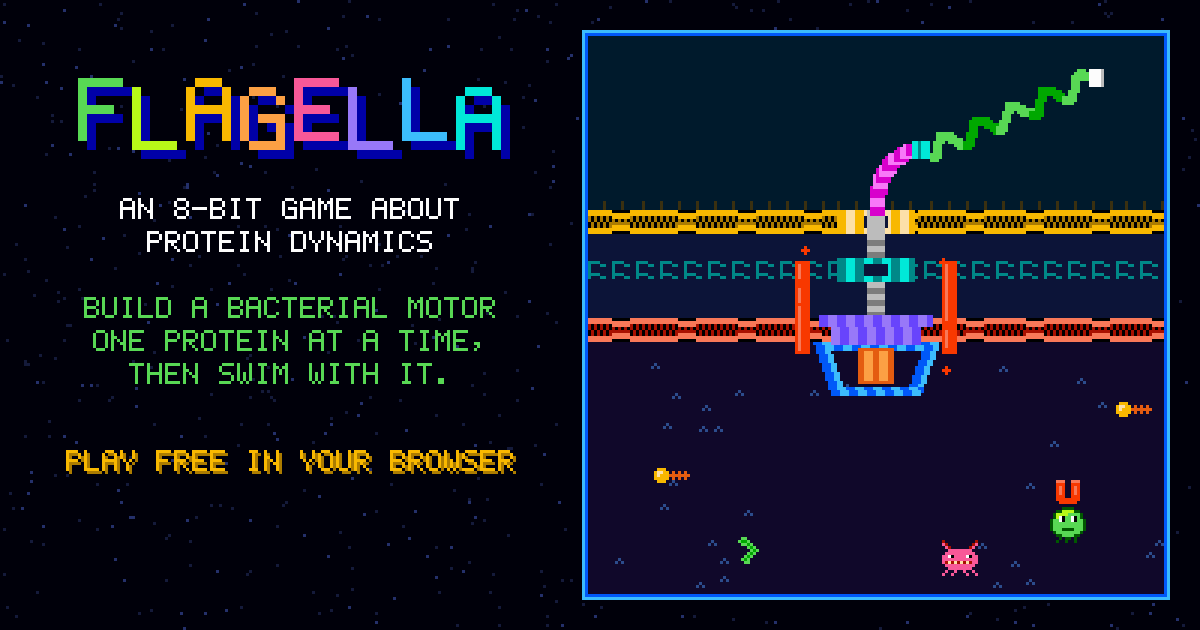 FLAGELLA
AN 8-BIT GAME ABOUT
PROTEIN DYNAMICS
BUILD A BACTERIAL MOTOR
ONE PROTEIN AT A TIME,
THEN SWIM WITH IT.
PLAY FREE IN YOUR BROWSER